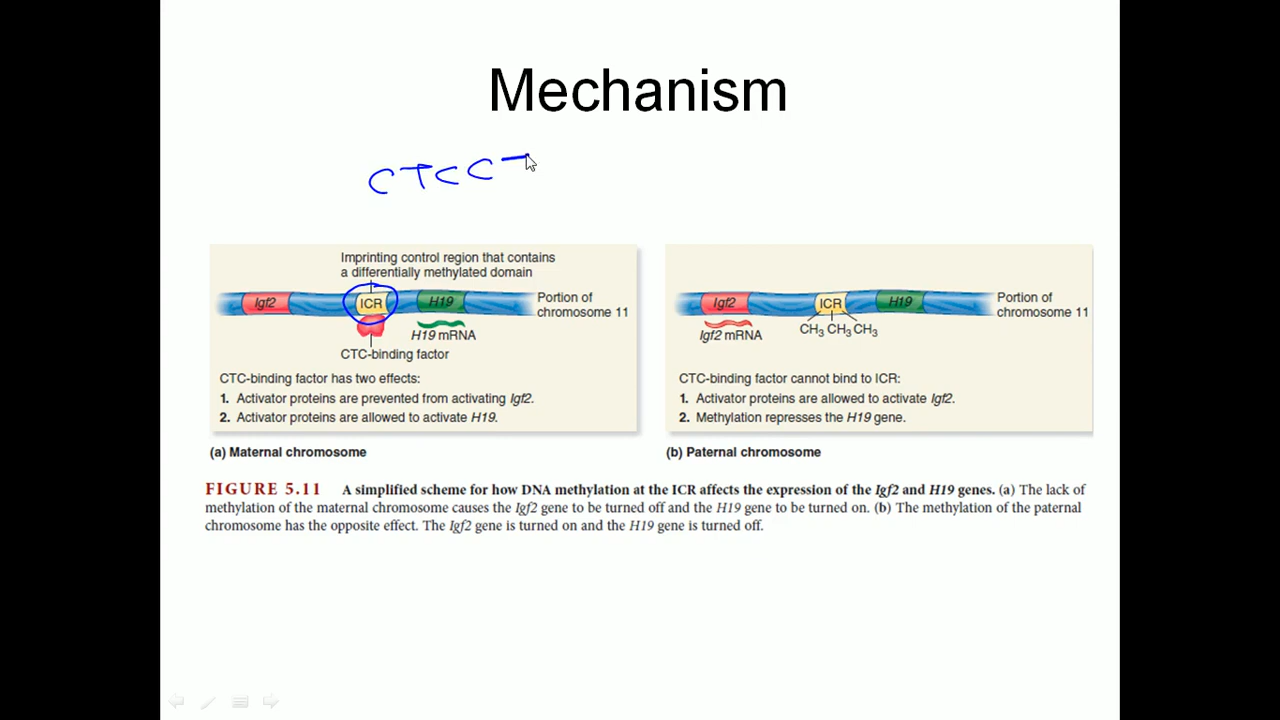 Mechanism
CTCCT
Imprinting control region that contains
a differentially methylated domain
Igf2
ICR
H19
Portion of
chromosome 11
H19 mRNA
CTC-binding factor
CTC-binding factor has two effects:
1. Activator proteins are prevented from activating Igf2.
2. Activator proteins are allowed to activate H19.
(a) Maternal chromosome
Igf2
ICR
H19
Portion of
chromosome 11
Igf2 mRNA
CH3 CH3 CH3
CTC-binding factor cannot bind to ICR:
1. Activator proteins are allowed to activate Igf2.
2. Methylation represses the H19 gene.
(b) Paternal chromosome
FIGURE 5.11 A simplified scheme for how DNA methylation at the ICR affects the expression of the Igf2 and H19 genes. (a) The lack of
methylation of the maternal chromosome causes the Igf2 gene to be turned off and the H19 gene to be turned on. (b) The methylation of the paternal
chromosome has the opposite effect. The Igf2 gene is turned on and the H19 gene is turned off.